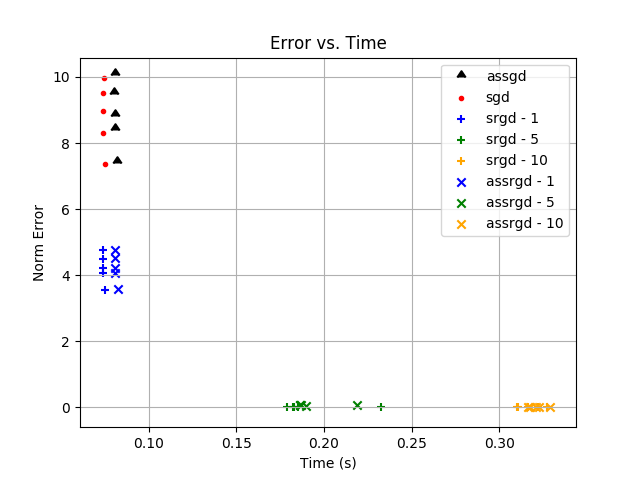 Error vs. Time
10
8
6
4
2
0
Norm Error
0.10
0.15
0.20
0.25
0.30
Time (s)
assgd
sgd
srgd - 1
srgd - 5
srgd - 10
assrgd - 1
assrgd - 5
assrgd - 10